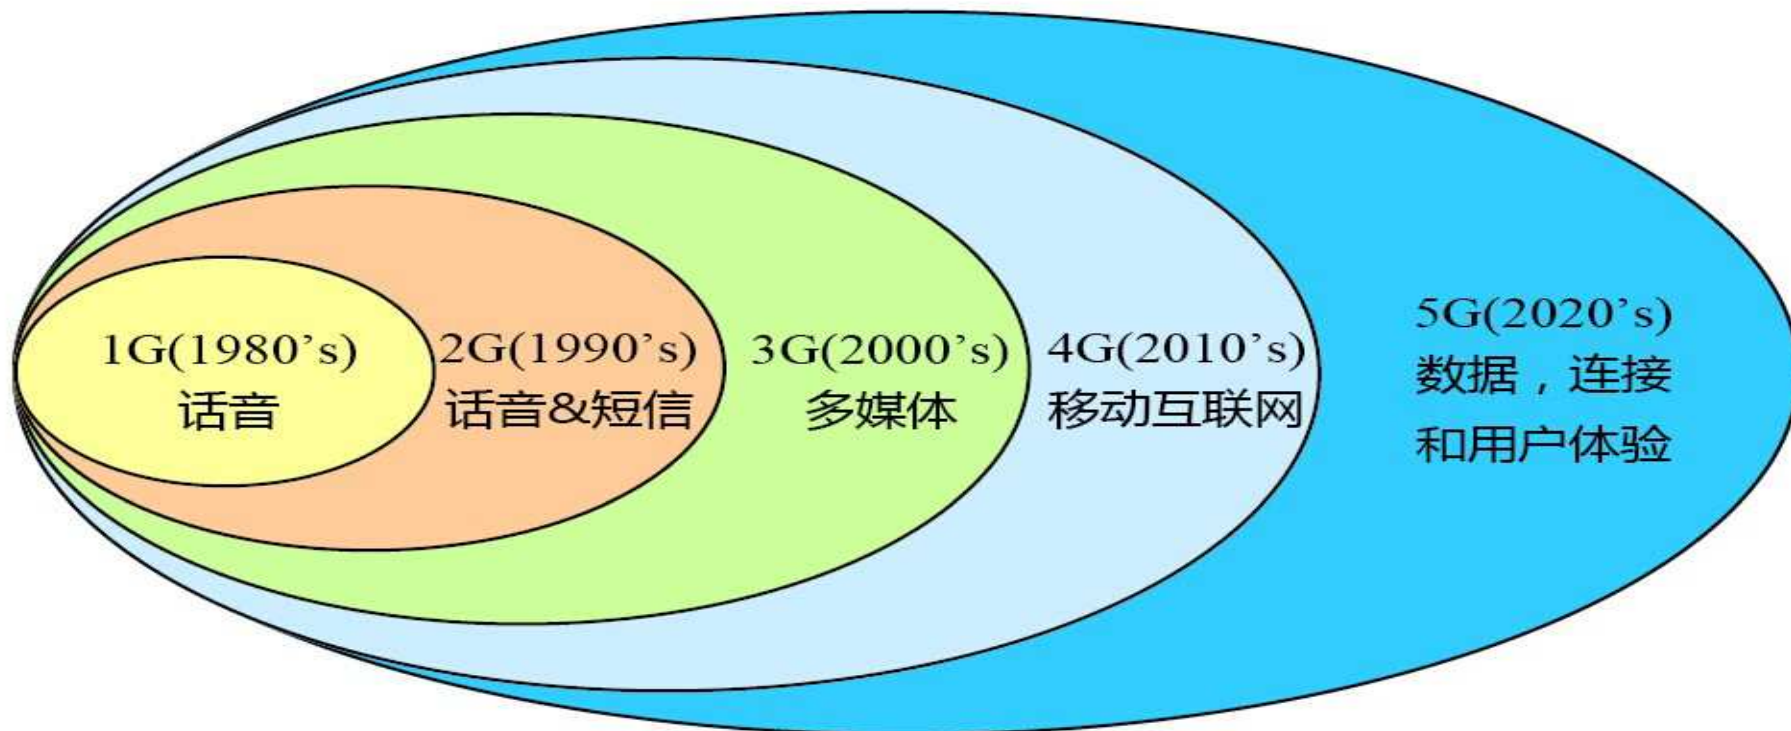 1G(1980’s)
话音
2G(1990’s)
话音&短信
3G(2000’s)
多媒体
4G(2010’s)
移动互联网
5G(2020’s)
数据，连接
和用户体验